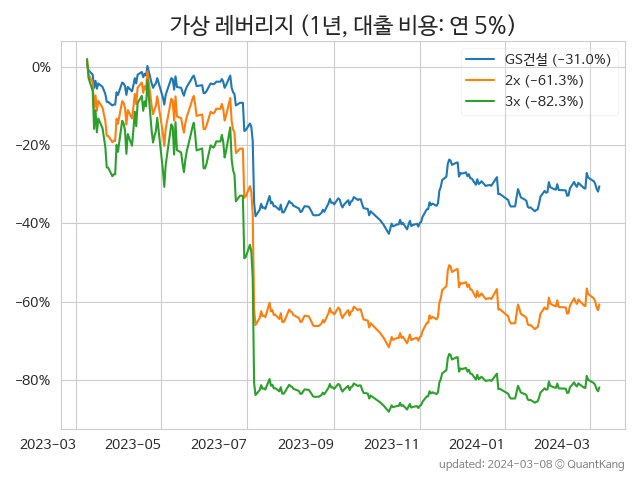 가상 레버리지 (1년, 대출 비용: 연 5%)
GS건설 (−31.0%)
2x (−61.3%)
3x (−82.3%)
0%
−20%
−40%
−60%
−80%
2023-03 2023-05 2023-07 2023-09 2023-11 2024-01 2024-03
updated: 2024-03-08 © QuantKang